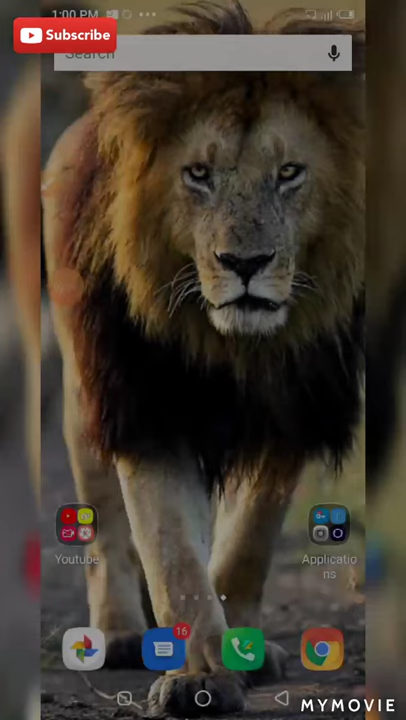 1:00 PM
Subscribe
Search
Youtube
Applicatio
ns
16
MYMOVIE